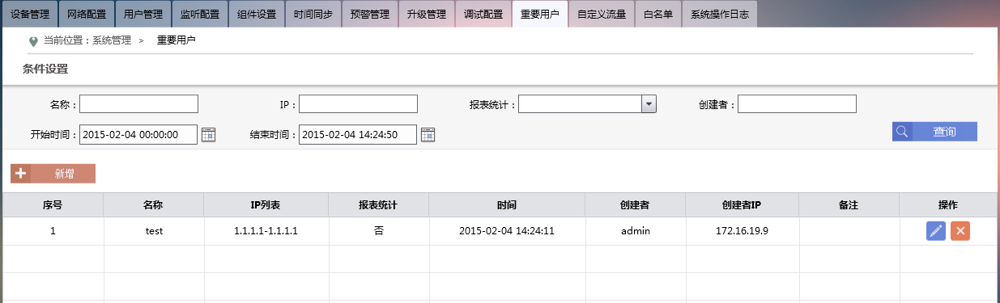 设备管理 网络配置 用户管理 监听配置 组件设置 时间同步 预警管理 升级管理 调试配置 重要用户 自定义流量 白名单 系统操作日志
当前位置：系统管理 > 重要用户
条件设置
名称： IP： 报表统计： 创建者：
开始时间： 2015-02-04 00:00:00 结束时间： 2015-02-04 14:24:50 查询
新增
序号 名称 IP列表 报表统计 时间 创建者 创建者IP 备注 操作
1 test 1.1.1.1-1.1.1.1 否 2015-02-04 14:24:11 admin 172.16.19.9